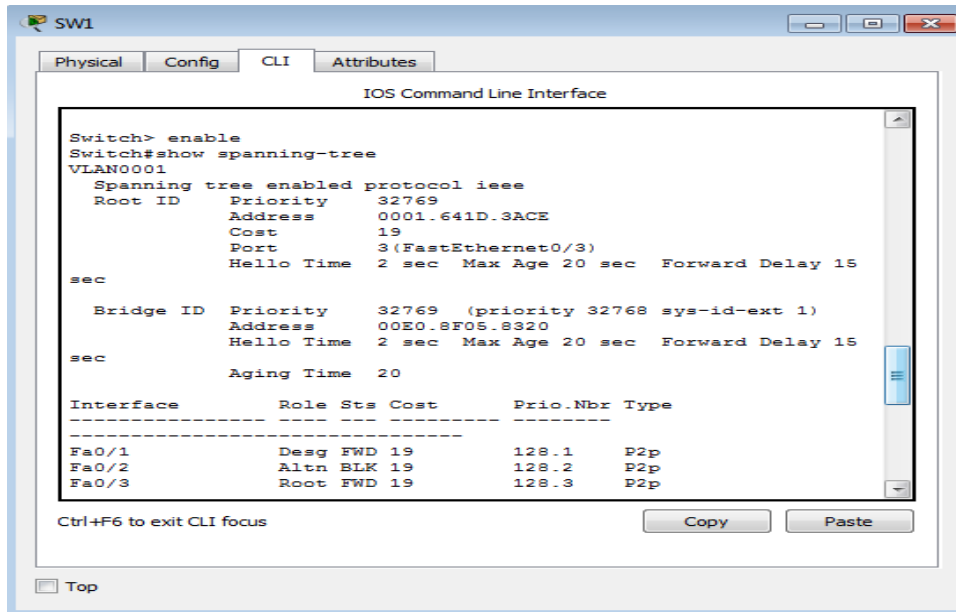 SW1
Physical Config CLI Attributes
IOS Command Line Interface
Switch> enable
Switch#show spanning-tree
VLAN0001
  Spanning tree enabled protocol ieee
  Root ID    Priority    32769
             Address     0001.641D.3ACE
             Cost        19
             Port        3(FastEthernet0/3)
             Hello Time  2 sec  Max Age 20 sec  Forward Delay 15
sec
  Bridge ID  Priority    32769  (priority 32768 sys-id-ext 1)
             Address     00E0.8F05.8320
             Hello Time  2 sec  Max Age 20 sec  Forward Delay 15
sec
             Aging Time  20
Interface        Role Sts Cost      Prio.Nbr Type
---------------- ---- --- --------- --------
--------------------------------
Fa0/1            Desg FWD 19        128.1    P2p
Fa0/2            Altn BLK 19        128.2    P2p
Fa0/3            Root FWD 19        128.3    P2p
Ctrl+F6 to exit CLI focus Copy Paste
Top